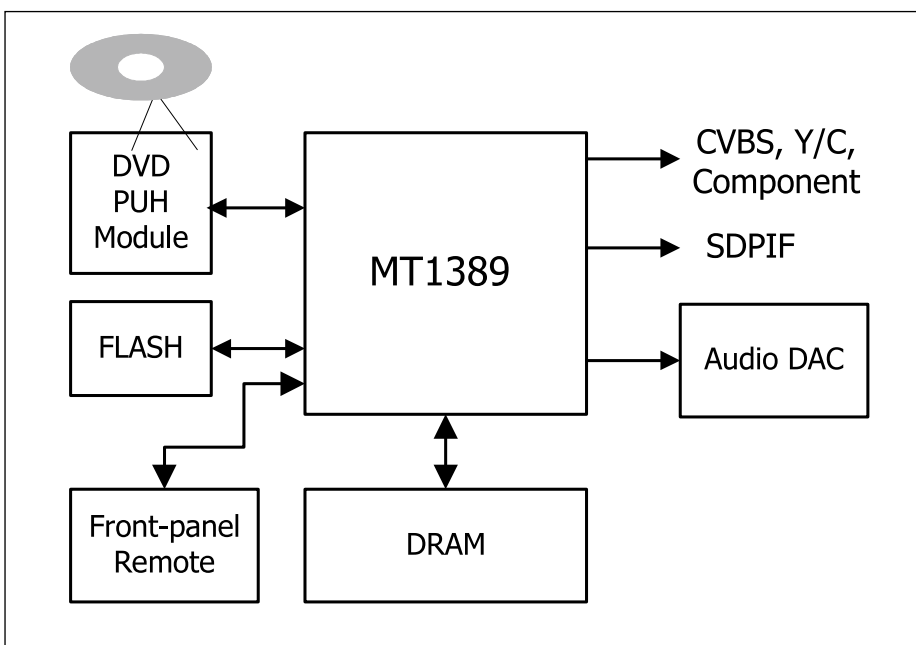 DVD
PUH
Module
MT1389
CVBS, Y/C,
Component
SDPIF
FLASH
Audio DAC
Front-panel
Remote
DRAM